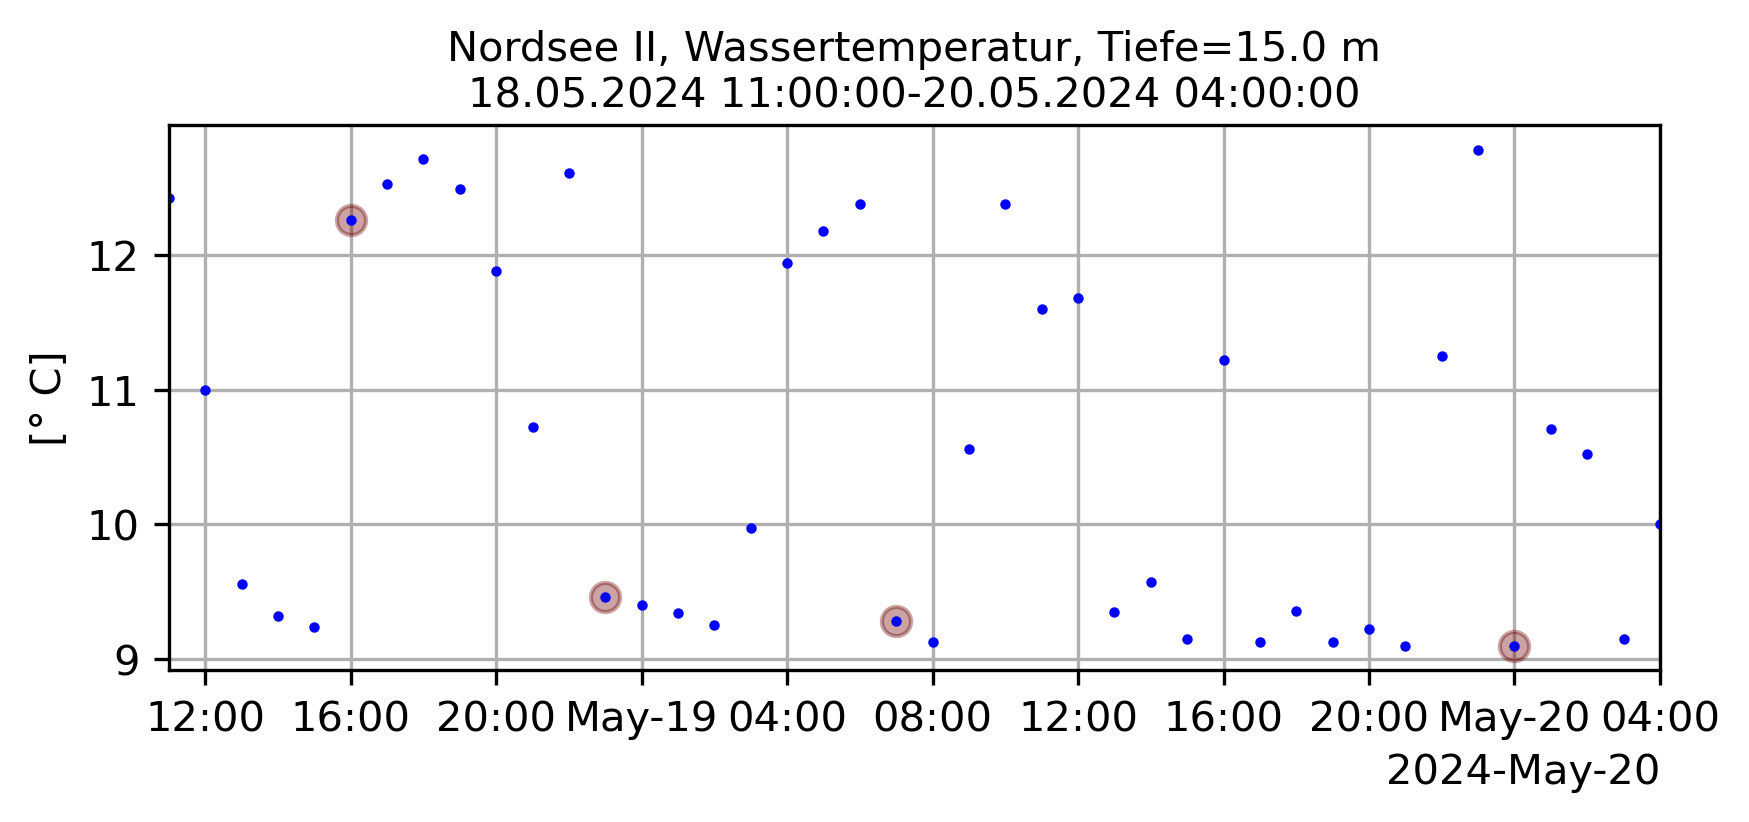 Nordsee II, Wassertemperatur, Tiefe=15.0 m
18.05.2024 11:00:00-20.05.2024 04:00:00
[° C]
12
11
10
9
12:00 16:00 20:00 May-19 04:00 08:00 12:00 16:00 20:00 May-20 04:00
2024-May-20